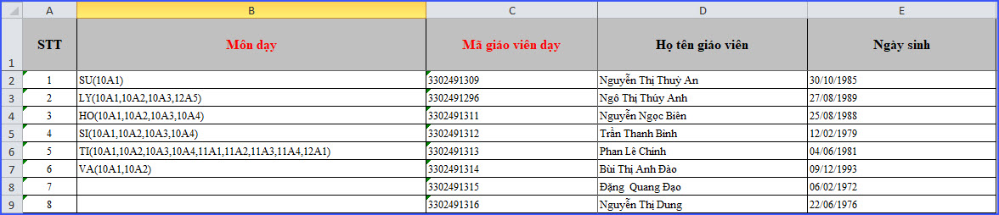 A B C D E
1 STT Môn dạy Mã giáo viên dạy Họ tên giáo viên Ngày sinh
2 1 SU(10A1) 3302491309 Nguyễn Thị Thuỳ An 30/10/1985
3 2 LY(10A1,10A2,10A3,12A5) 3302491296 Ngô Thị Thúy Anh 27/08/1989
4 3 HO(10A1,10A2,10A3,10A4) 3302491311 Nguyễn Ngọc Biên 25/08/1988
5 4 SI(10A1,10A2,10A3,10A4) 3302491312 Trần Thanh Bình 12/02/1979
6 5 TI(10A1,10A2,10A3,10A4,11A1,11A2,11A3,11A4,12A1) 3302491313 Phan Lê Chính 04/06/1981
7 6 VA(10A1,10A2) 3302491314 Bùi Thị Anh Đào 09/12/1993
8 7 3302491315 Đặng Quang Đạo 06/02/1972
9 8 3302491316 Nguyễn Thị Dung 22/06/1976